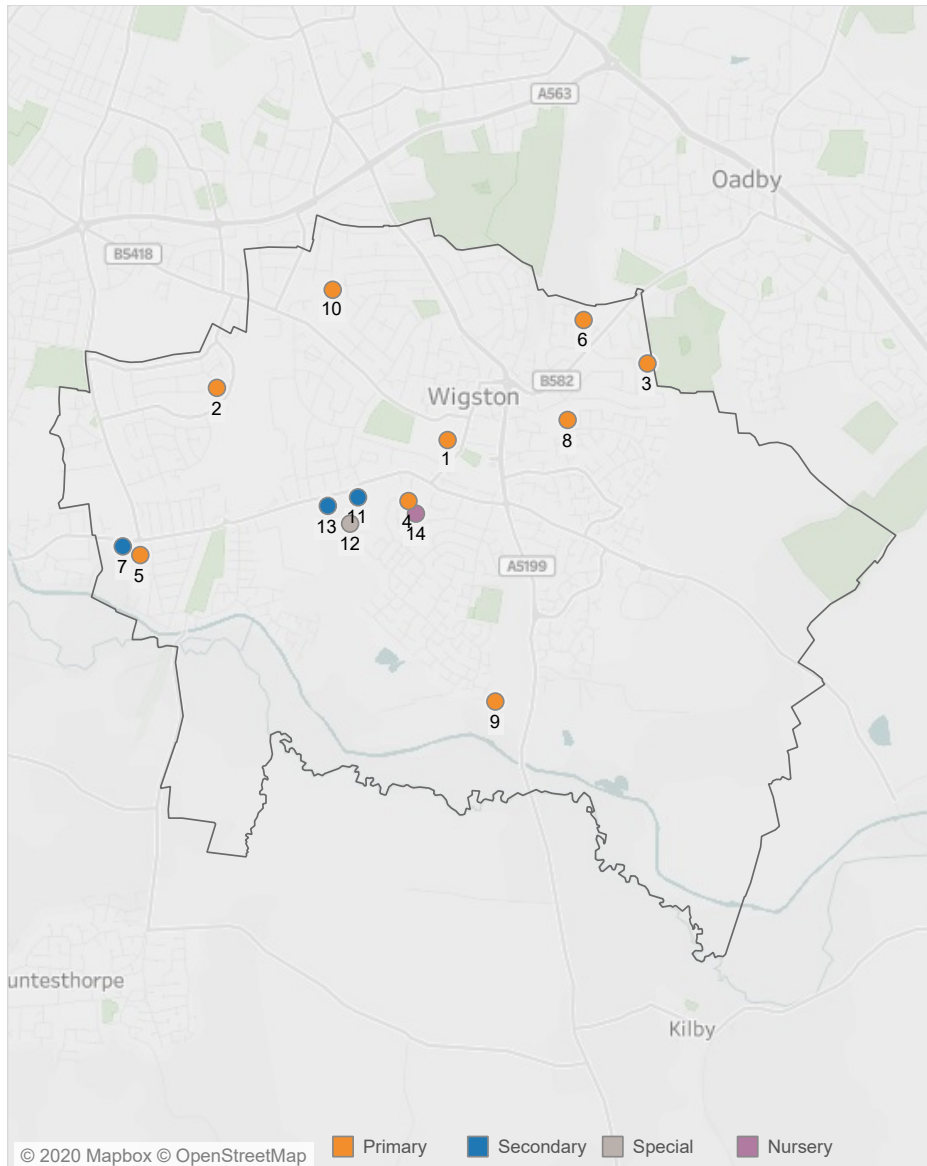 A563
Oadby
B5418
10
6
B582
3
Wigston
2
8
1
11
13
4
14
12
7
5
A5199
9
untesthorpe
Kilby
© 2020 Mapbox © OpenStreetMap
Primary
Secondary
Special
Nursery